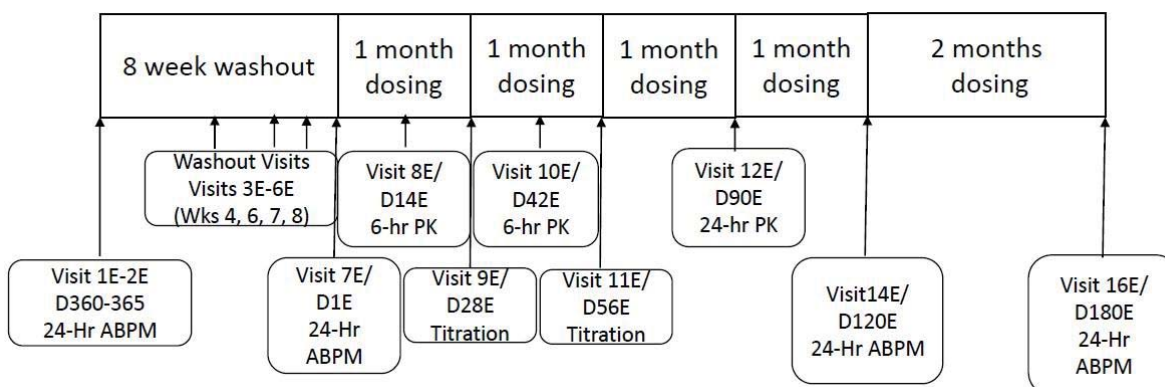 8 week washout
1 month
dosing
1 month
dosing
1 month
dosing
1 month
dosing
2 months
dosing
Washout Visits
Visits 3E-6E
(Wks 4, 6, 7, 8)
Visit 8E/
D14E
6-hr PK
Visit 10E/
D42E
6-hr PK
Visit 12E/
D90E
24-hr PK
Visit 1E-2E
D360-365
24-Hr ABPM
Visit 7E/
D1E
24-Hr
ABPM
Visit 9E/
D28E
Titration
Visit 11E/
D56E
Titration
Visit14E/
D120E
24-Hr ABPM
Visit 16E/
D180E
24-Hr
ABPM